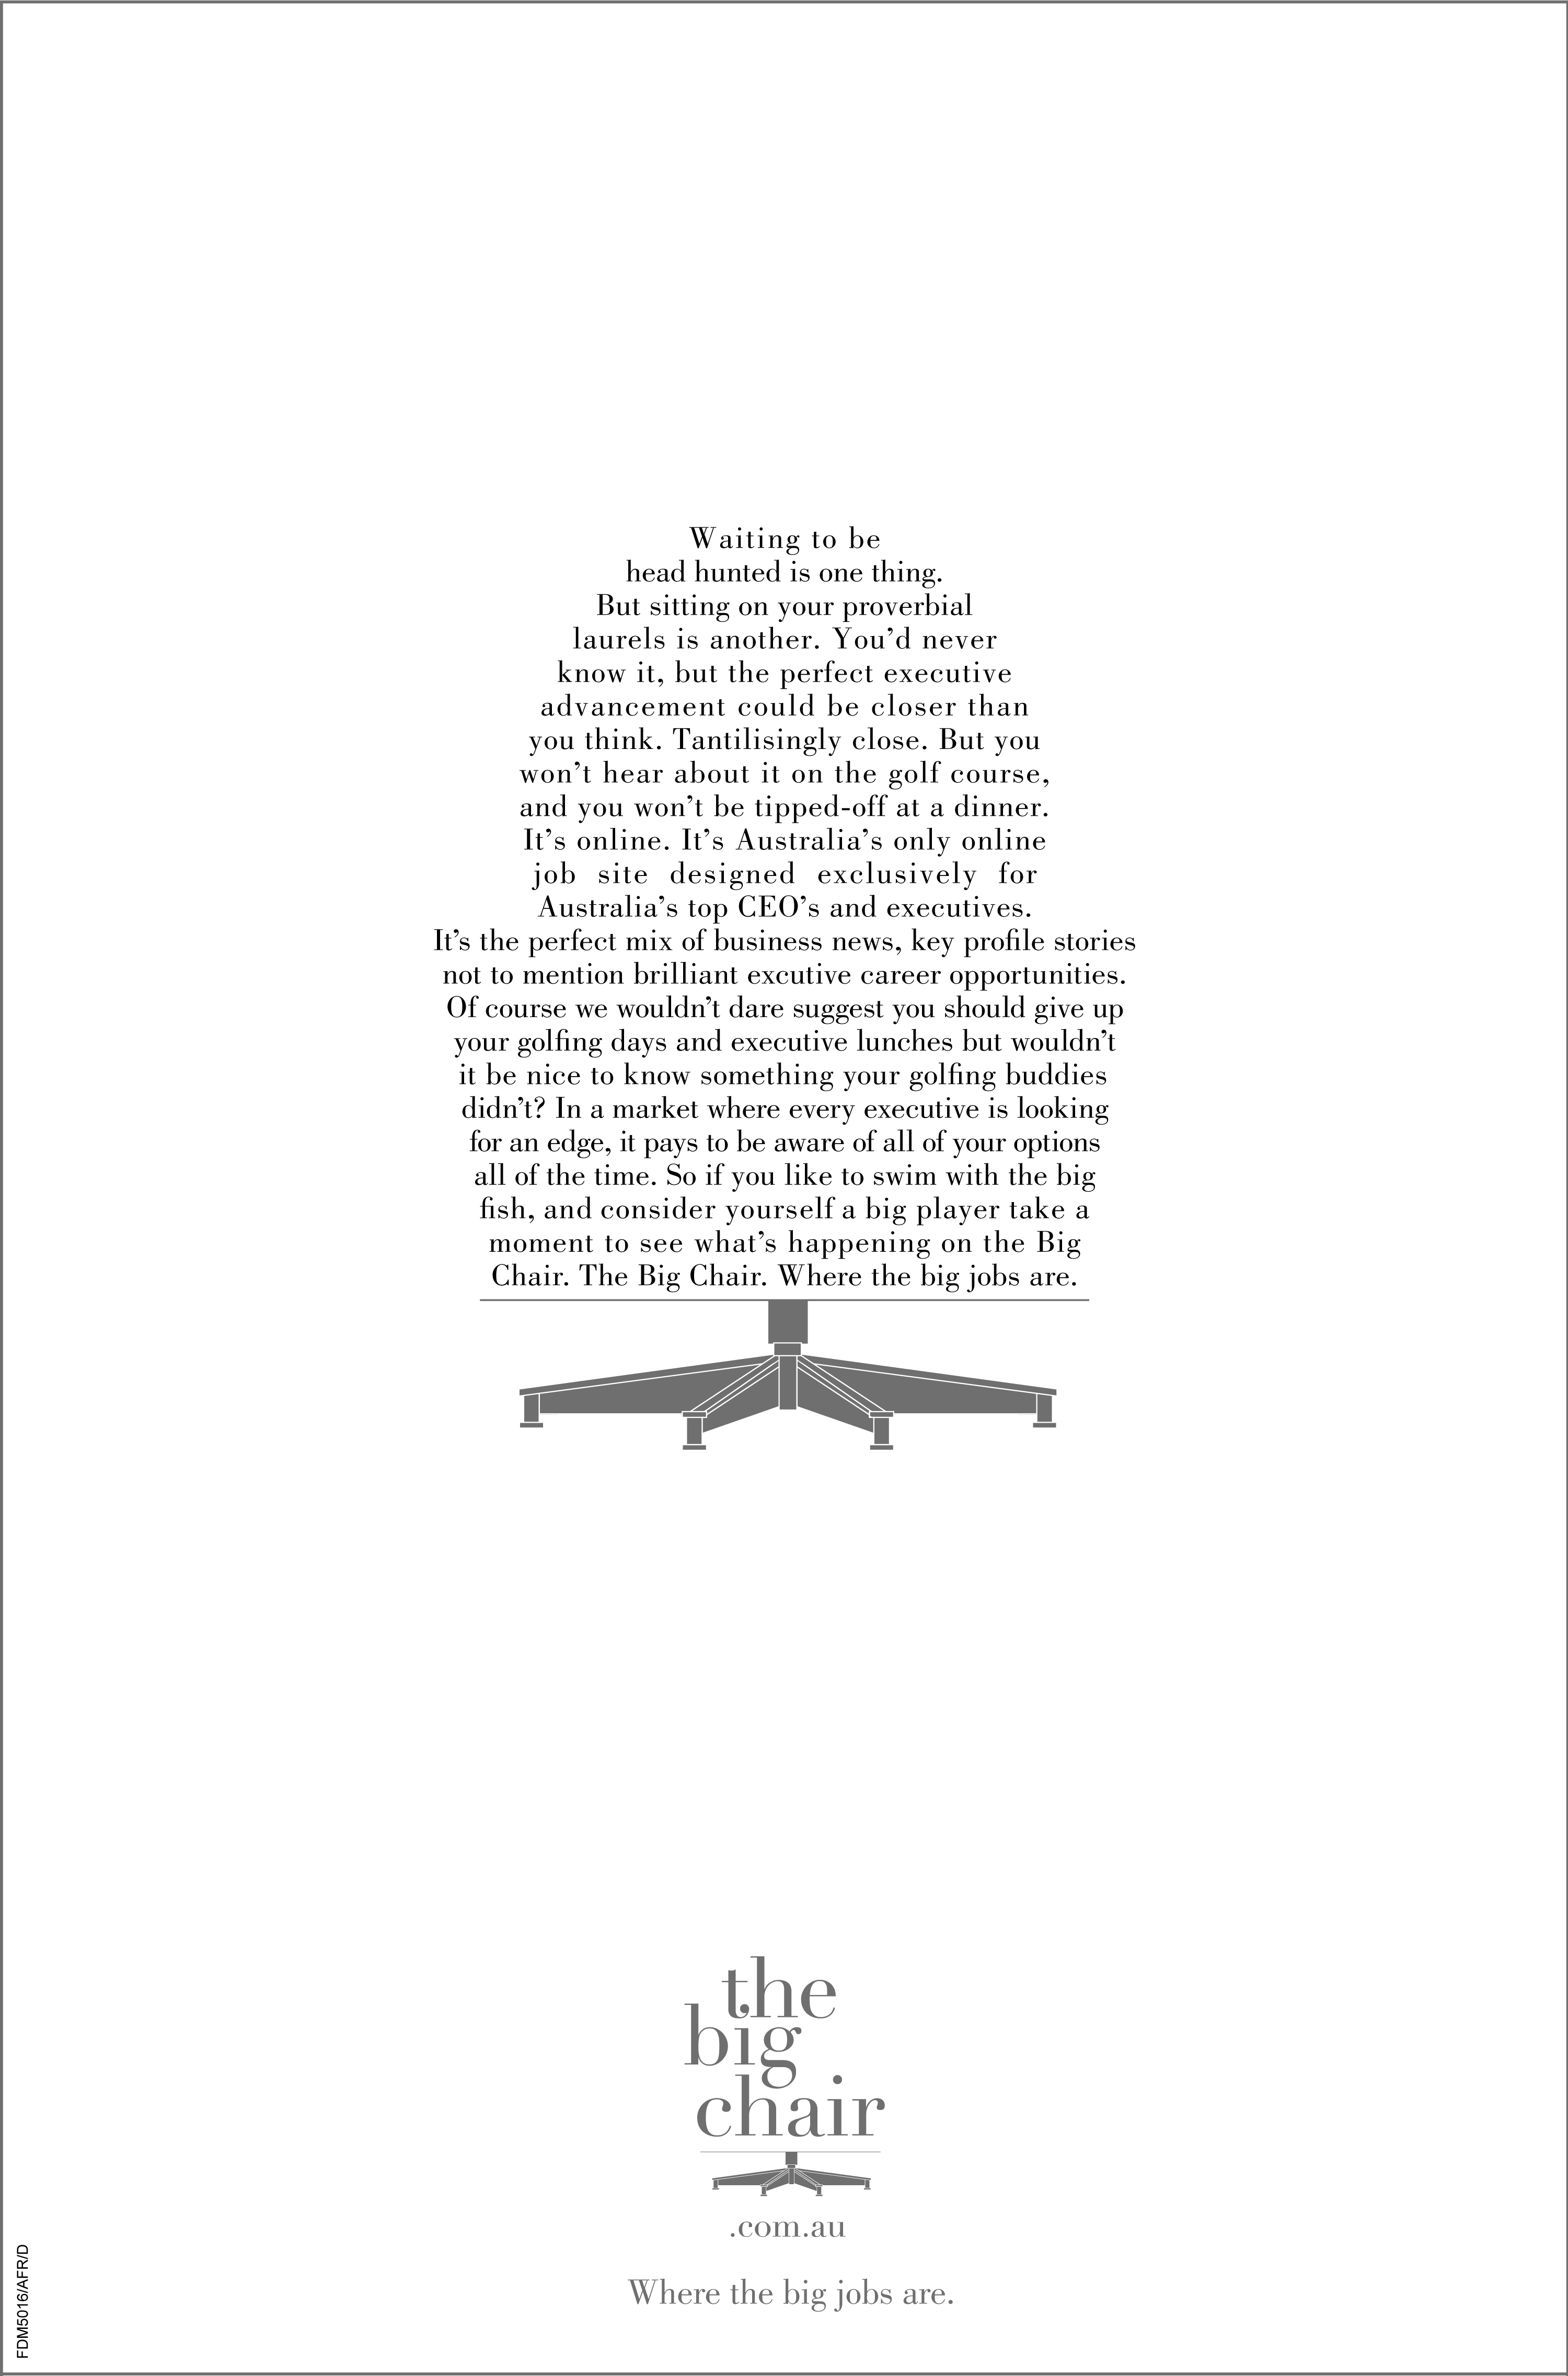 Waiting to be
head hunted is one thing.
But sitting on your proverbial
laurels is another. You’d never
know it, but the perfect executive
advancement could be closer than
you think. Tantilisingly close. But you
won’t hear about it on the golf course,
and you won’t be tipped-off at a dinner.
It’s online. It’s Australia’s only online
job site designed exclusively for
Australia’s top CEO’s and executives.
It’s the perfect mix of business news, key profile stories
not to mention brilliant excutive career opportunities.
Of course we wouldn’t dare suggest you should give up
your golfing days and executive lunches but wouldn’t
it be nice to know something your golfing buddies
didn’t? In a market where every executive is looking
for an edge, it pays to be aware of all of your options
all of the time. So if you like to swim with the big
fish, and consider yourself a big player take a
moment to see what’s happening on the Big
Chair. The Big Chair. Where the big jobs are.
the
big
chair
.com.au
Where the big jobs are.
FDM5016/AFR/D